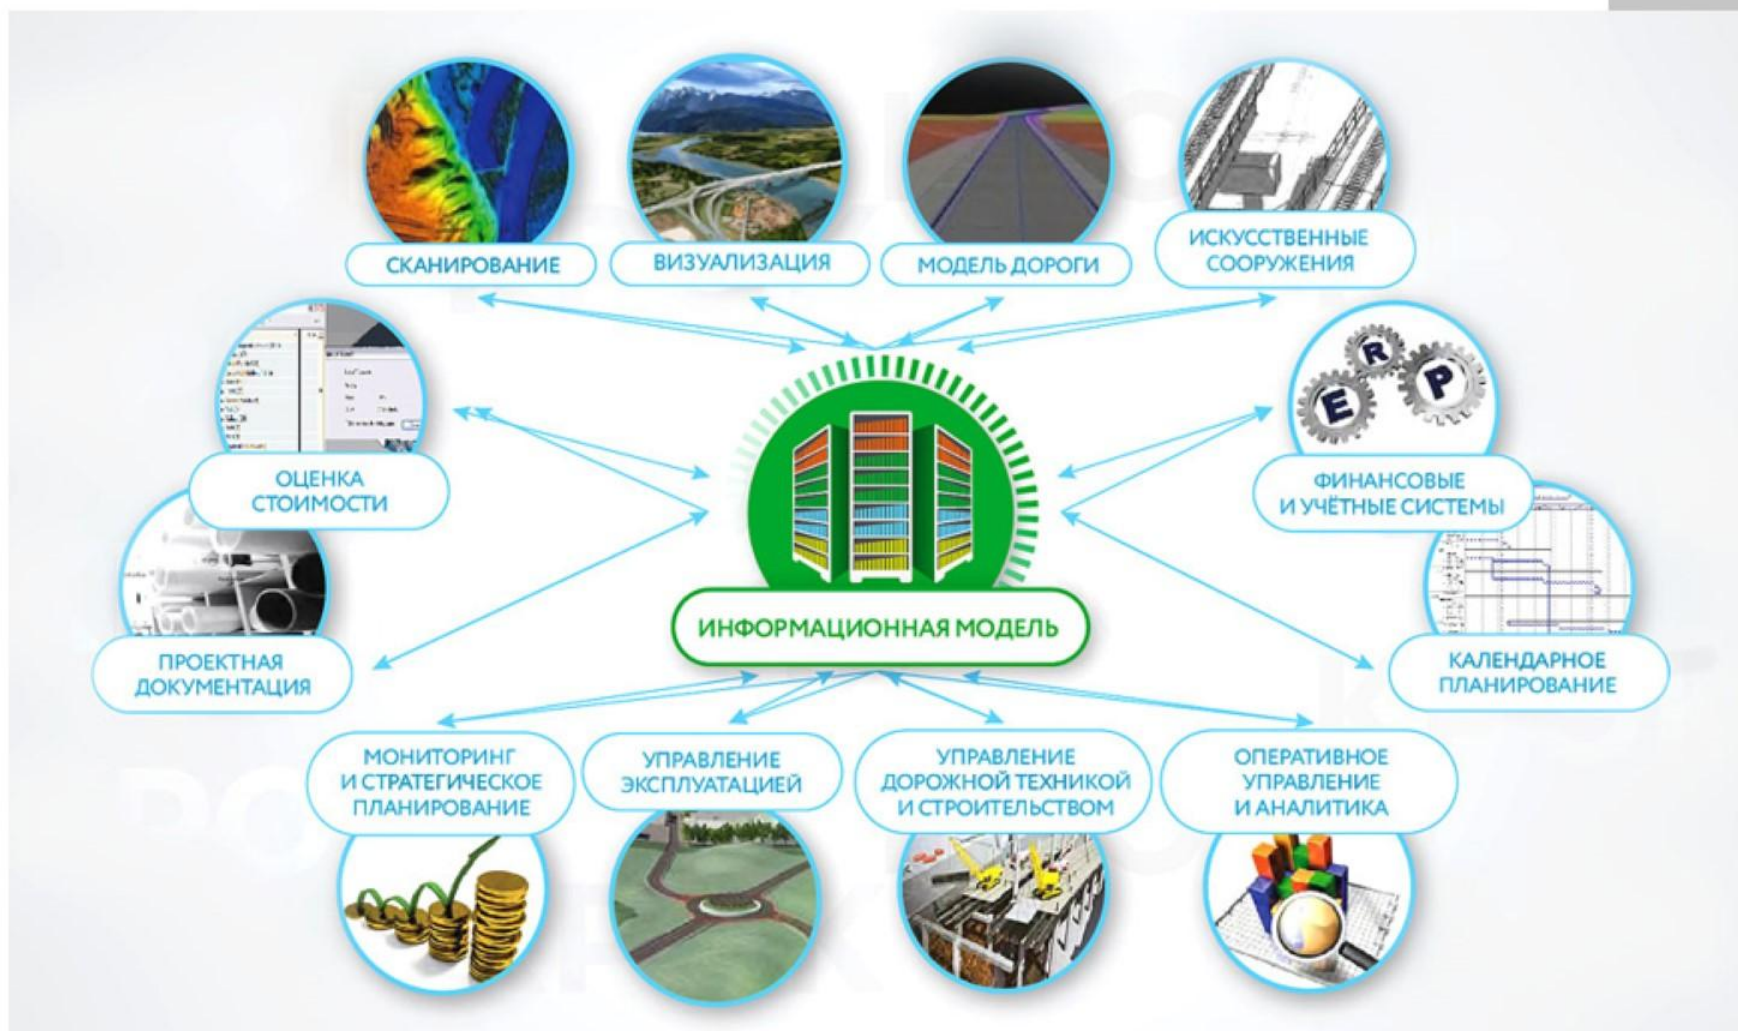 СКАНИРОВАНИЕ
ВИЗУАЛИЗАЦИЯ
МОДЕЛЬ ДОРОГИ
ИСКУССТВЕННЫЕ
СООРУЖЕНИЯ
ОЦЕНКА
СТОИМОСТИ
E
R
P
ФИНАНСОВЫЕ
И УЧЁТНЫЕ СИСТЕМЫ
ИНФОРМАЦИОННАЯ МОДЕЛЬ
ПРОЕКТНАЯ
ДОКУМЕНТАЦИЯ
КАЛЕНДАРНОЕ
ПЛАНИРОВАНИЕ
МОНИТОРИНГ
И СТРАТЕГИЧЕСКОЕ
ПЛАНИРОВАНИЕ
УПРАВЛЕНИЕ
ЭКСПЛУАТАЦИЕЙ
УПРАВЛЕНИЕ
ДОРОЖНОЙ ТЕХНИКОЙ
И СТРОИТЕЛЬСТВОМ
ОПЕРАТИВНОЕ
УПРАВЛЕНИЕ
И АНАЛИТИКА